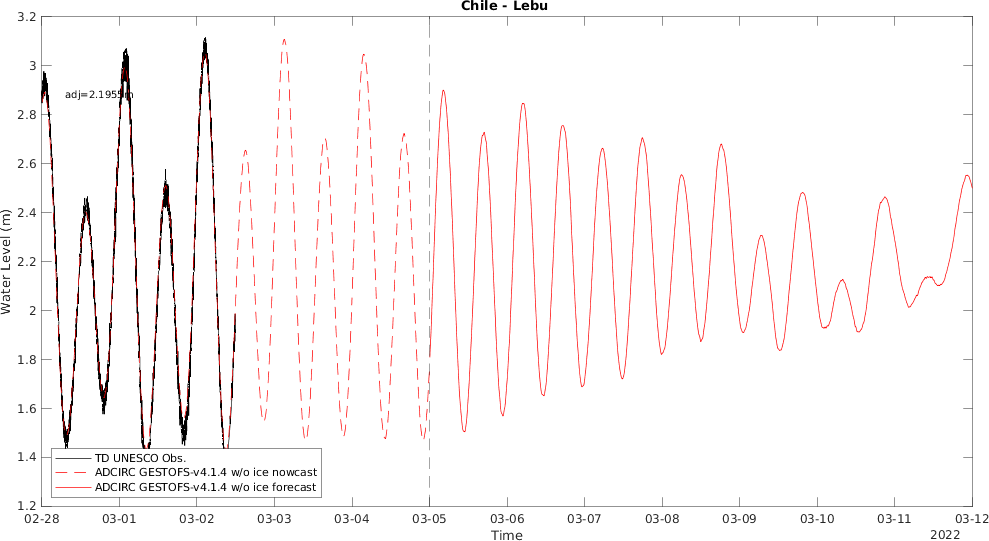 Chile - Lebu
3.2
3
2.8
2.6
2.4
2.2
2
1.8
1.6
1.4
1.2
Water Level (m)
adj=2.1955m
TD UNESCO Obs.
ADCIRC GESTOFS-v4.1.4 w/o ice nowcast
ADCIRC GESTOFS-v4.1.4 w/o ice forecast
02-28 03-01 03-02 03-03 03-04 03-05 03-06 03-07 03-08 03-09 03-10 03-11 03-12
Time
2022